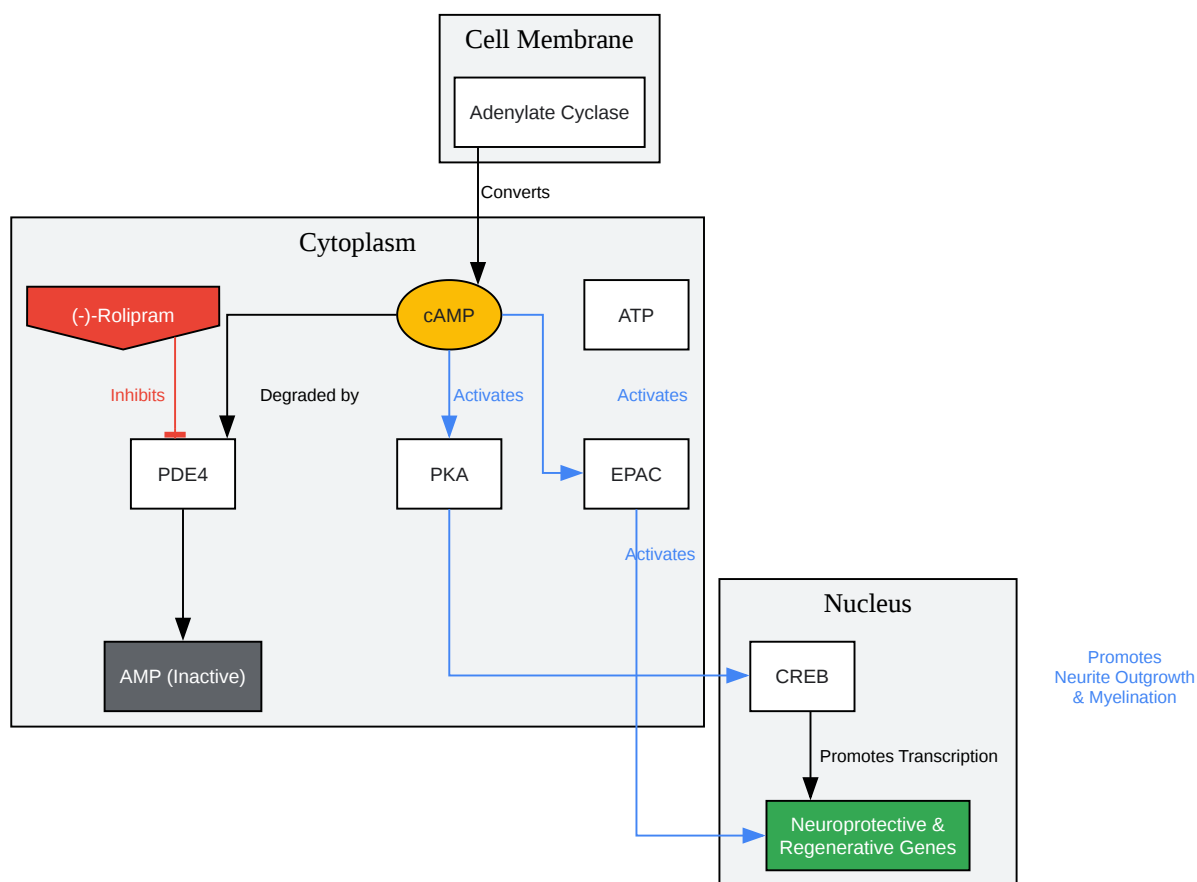 Cell Membrane
Adenylate Cyclase
Converts
Cytoplasm
(-)-Rolipram
cAMP
ATP
Inhibits
Degraded by
Activates
Activates
PDE4
PKA
EPAC
Activates
Nucleus
Promotes
Neurite Outgrowth
& Myelination
AMP (Inactive)
CREB
Promotes Transcription
Neuroprotective &
Regenerative Genes